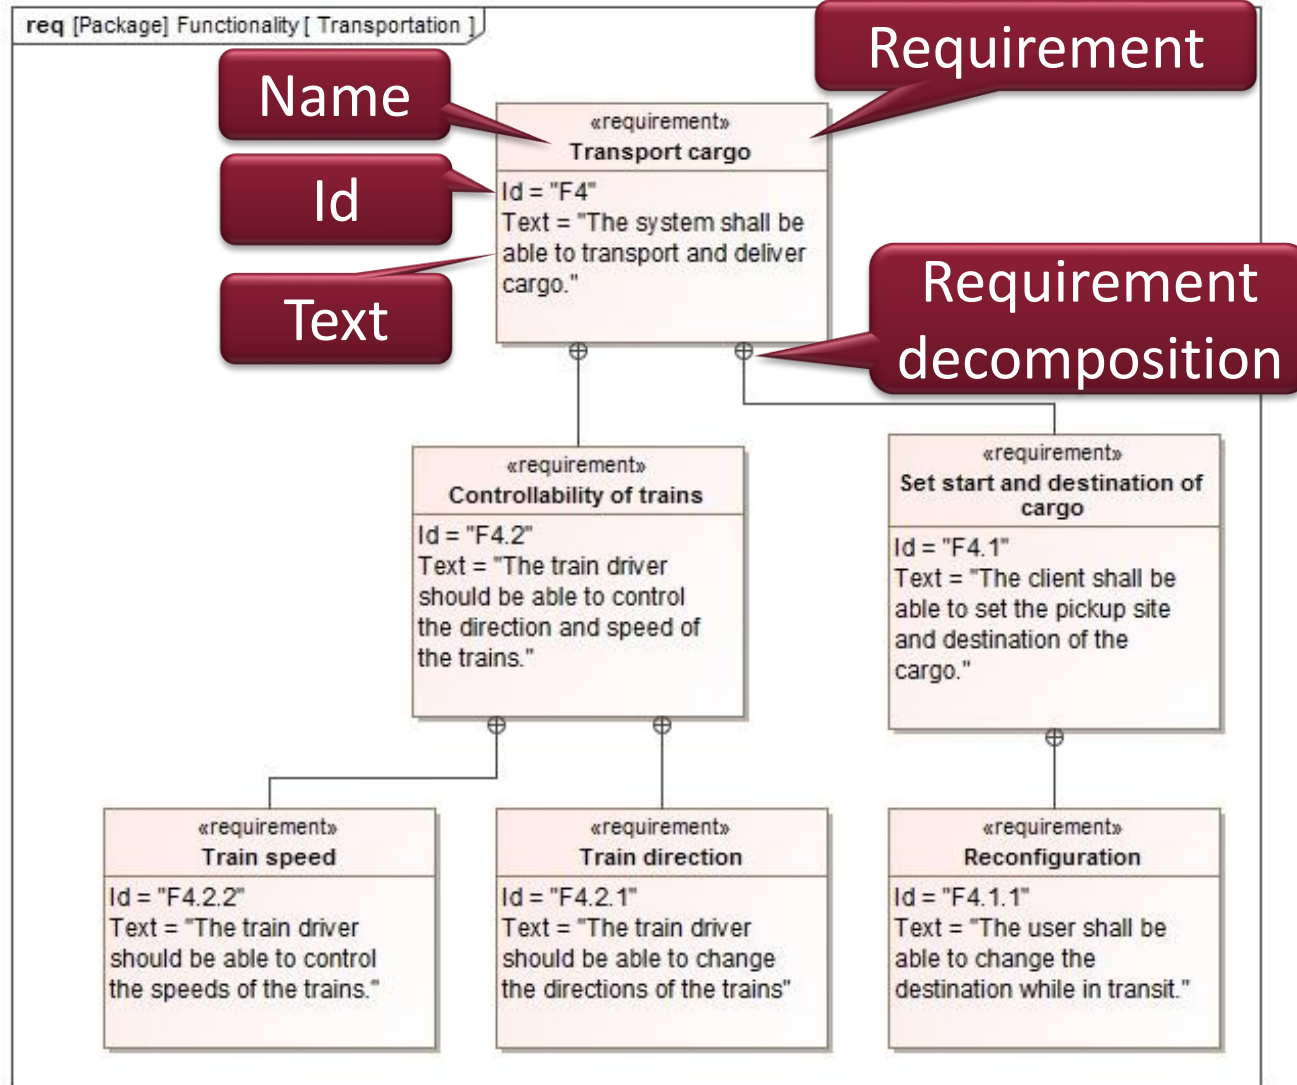 req [Package] Functionality [ Transportation ]
Requirement
Name
Id
Text
«requirement»
Transport cargo
Id = "F4"
Text = "The system shall be
able to transport and deliver
cargo."
Requirement
decomposition
«requirement»
Controllability of trains
Id = "F4.2"
Text = "The train driver
should be able to control
the direction and speed of
the trains."
«requirement»
Set start and destination of
cargo
Id = "F4.1"
Text = "The client shall be
able to set the pickup site
and destination of the
cargo."
«requirement»
Train speed
Id = "F4.2.2"
Text = "The train driver
should be able to control
the speeds of the trains."
«requirement»
Train direction
Id = "F4.2.1"
Text = "The train driver
should be able to change
the directions of the trains"
«requirement»
Reconfiguration
Id = "F4.1.1"
Text = "The user shall be
able to change the
destination while in transit."